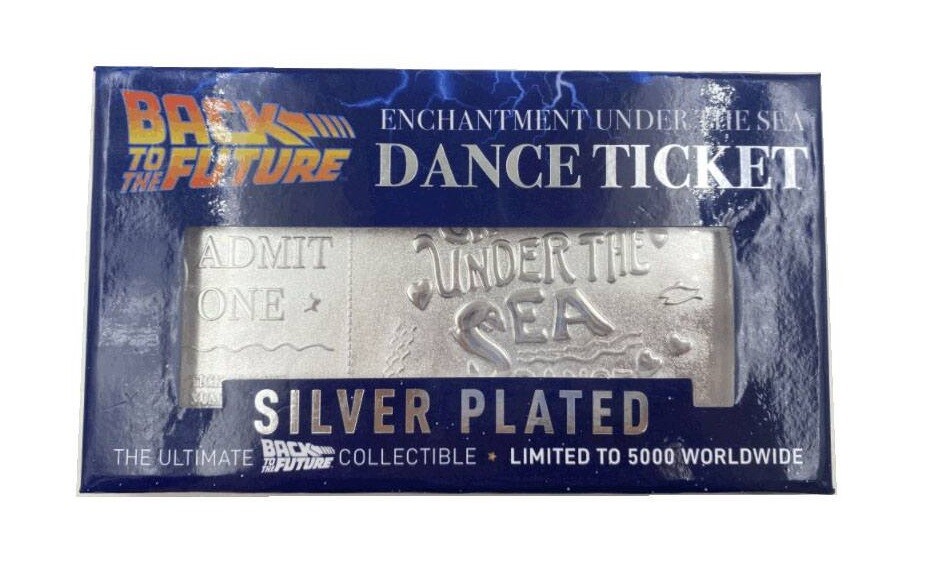 BACK
TO
THE FUTURE
ENCHANTMENT UNDER THE SEA
DANCE TICKET
ADMIT
ONE
UNDER THE
SEA
SILVER PLATED
THE ULTIMATE BACK TO THE FUTURE COLLECTIBLE ★ LIMITED TO 5000 WORLDWIDE